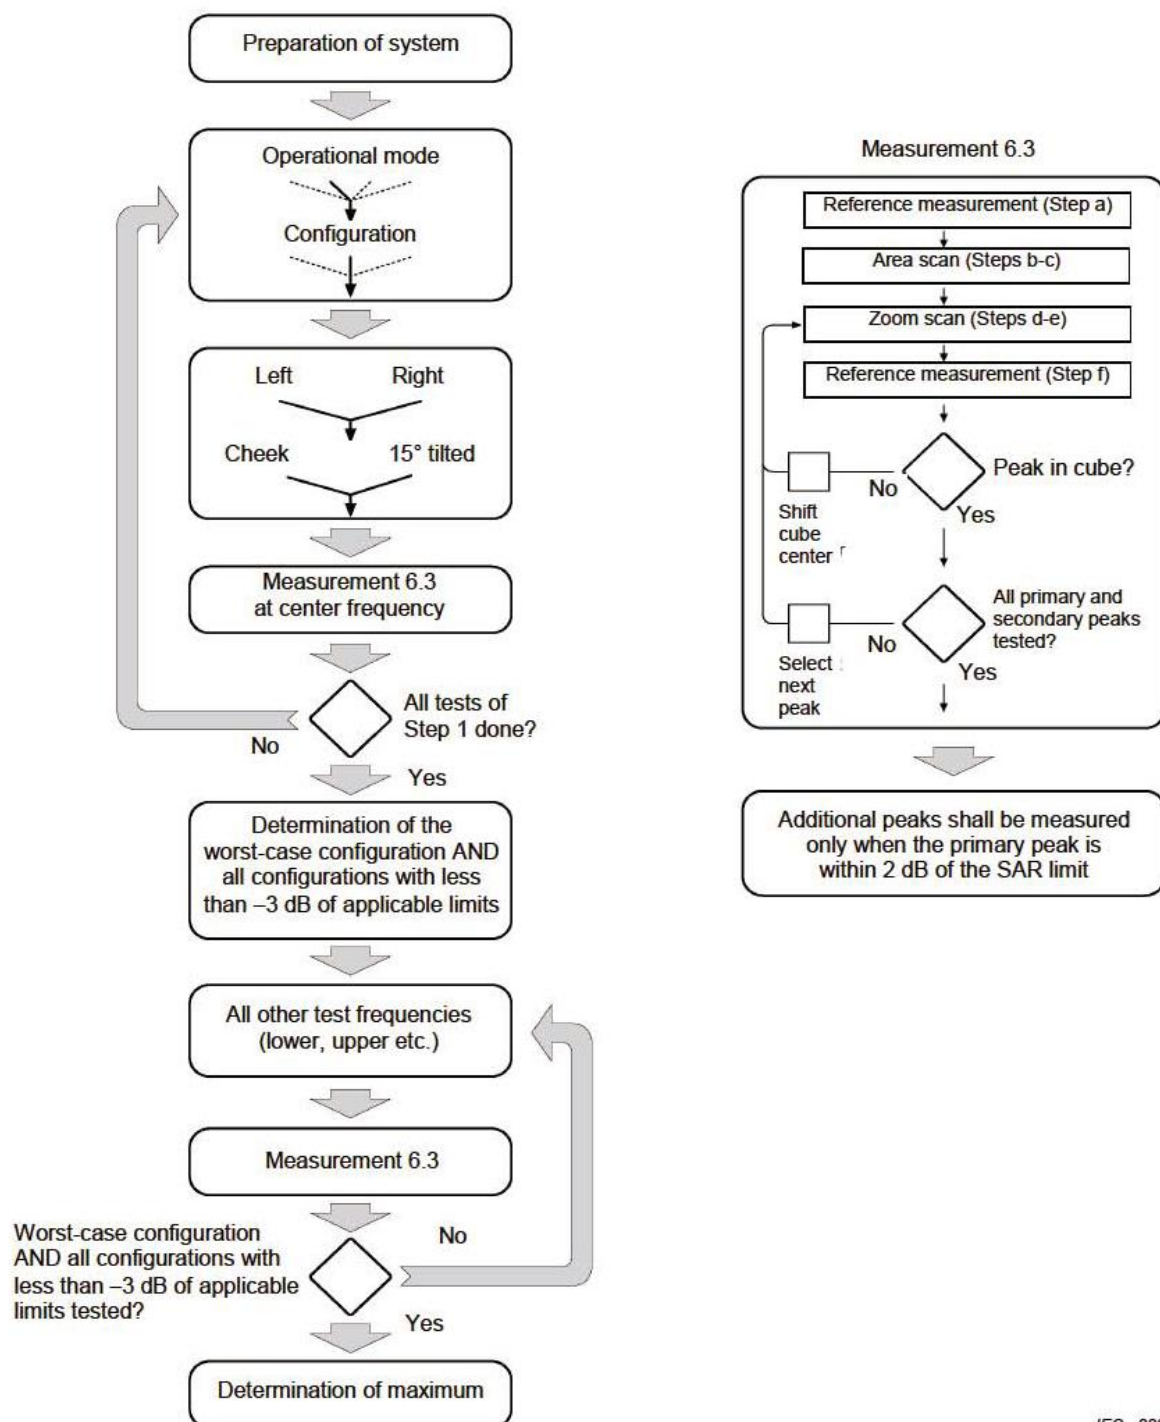 Preparation of system
Operational mode
Configuration
Left Right
Cheek 15° tilted
Measurement 6.3
at center frequency
All tests of
Step 1 done?
No
Yes
Determination of the
worst-case configuration AND
all configurations with less
than –3 dB of applicable limits
All other test frequencies
(lower, upper etc.)
Measurement 6.3
Worst-case configuration
AND all configurations with
less than –3 dB of applicable
limits tested?
No
Yes
Determination of maximum
Measurement 6.3
Reference measurement (Step a)
Area scan (Steps b-c)
Zoom scan (Steps d-e)
Reference measurement (Step f)
Peak in cube?
No
Yes
Shift
cube
center
All primary and
secondary peaks
tested?
No
Yes
Select
next
peak
Additional peaks shall be measured
only when the primary peak is
within 2 dB of the SAR limit